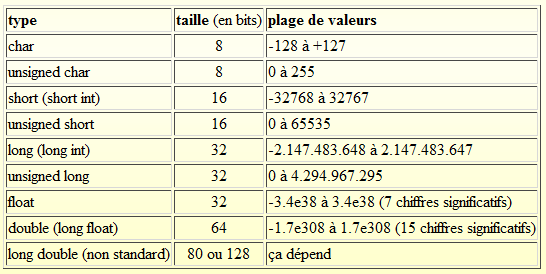 type taille (en bits) plage de valeurs
char 8 -128 à +127
unsigned char 8 0 à 255
short (short int) 16 -32768 à 32767
unsigned short 16 0 à 65535
long (long int) 32 -2.147.483.648 à 2.147.483.647
unsigned long 32 0 à 4.294.967.295
float 32 -3.4e38 à 3.4e38 (7 chiffres significatifs)
double (long float) 64 -1.7e308 à 1.7e308 (15 chiffres significatifs)
long double (non standard) 80 ou 128 ça dépend